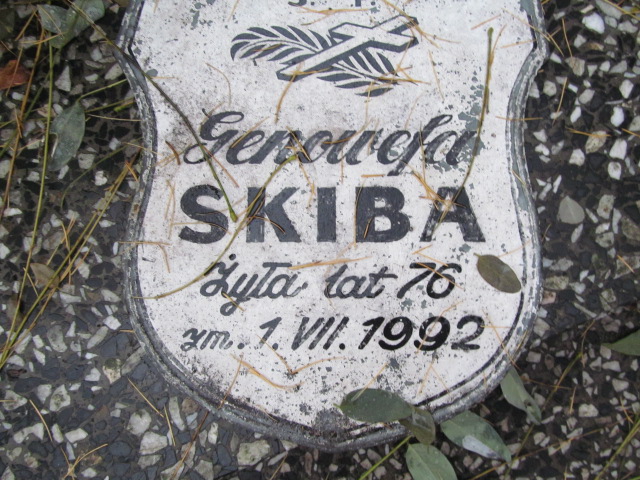 Ś. P.
Genowefa
SKIBA
Żyła lat 76
zm. 1. VII. 1992